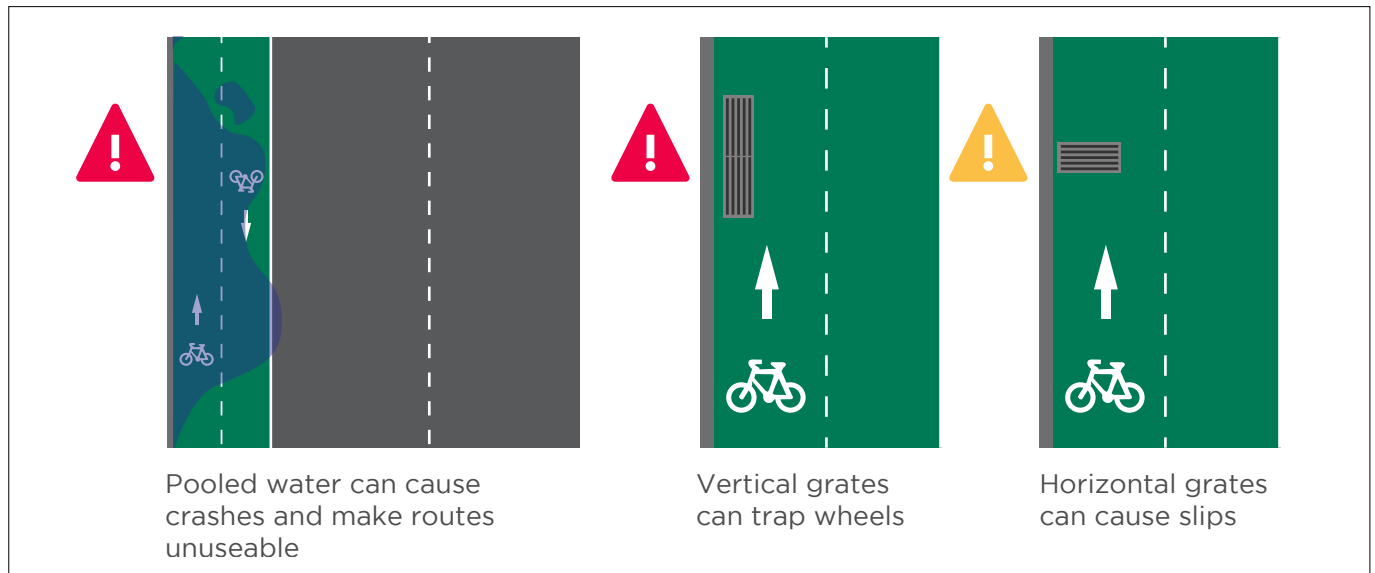 Pooled water can cause
crashes and make routes
unuseable
Vertical grates
can trap wheels
Horizontal grates
can cause slips